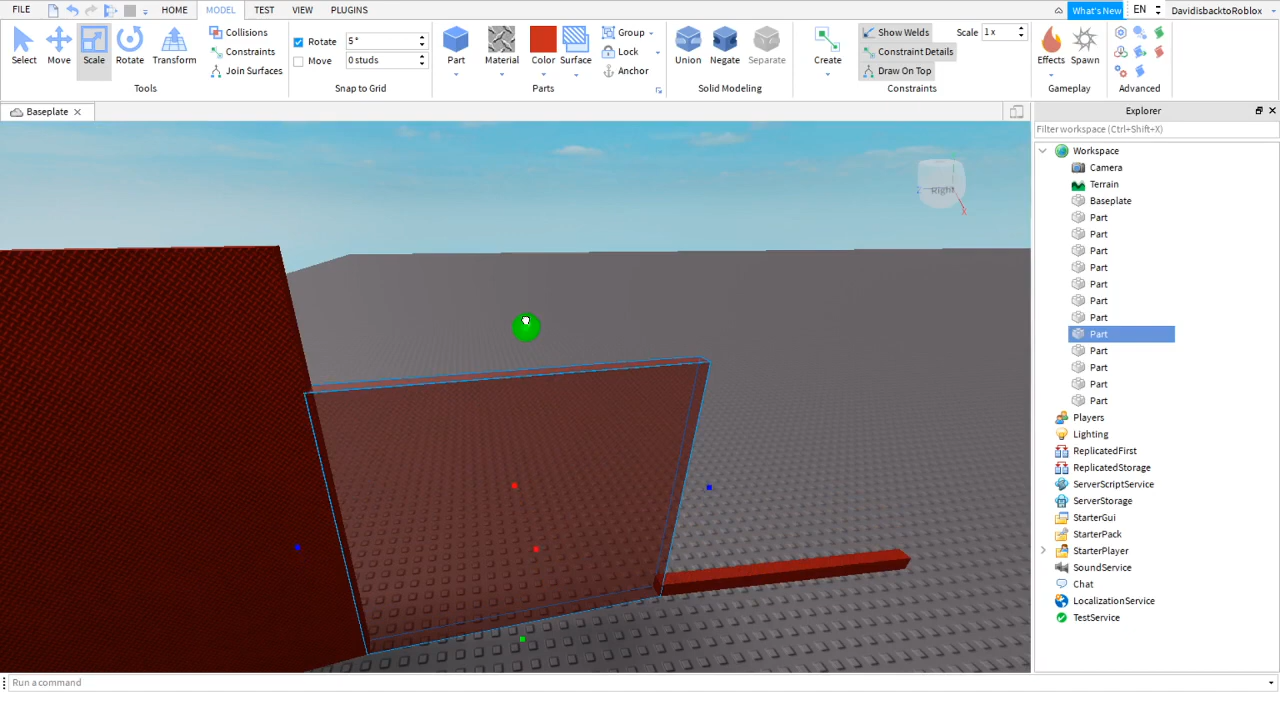 FILE HOME MODEL TEST VIEW PLUGINS What's New EN DavidisbacktoRoblox
Select Move Scale Rotate Transform
Collisions
Constraints
Join Surfaces
Tools
Rotate 5 °
Move 0 studs
Snap to Grid
Part Material Color Surface
Group
Lock
Anchor
Parts
Union Negate Separate
Solid Modeling
Create
Show Welds
Constraint Details
Draw On Top
Scale 1 x
Constraints
Effects Spawn
Gameplay
Advanced
Baseplate
Right
Z
X
Explorer
Filter workspace (Ctrl+Shift+X)
Workspace
Camera
Terrain
Baseplate
Part
Part
Part
Part
Part
Part
Part
Part
Part
Part
Part
Part
Players
Lighting
ReplicatedFirst
ReplicatedStorage
ServerScriptService
ServerStorage
StarterGui
StarterPack
StarterPlayer
SoundService
Chat
LocalizationService
TestService
Run a command